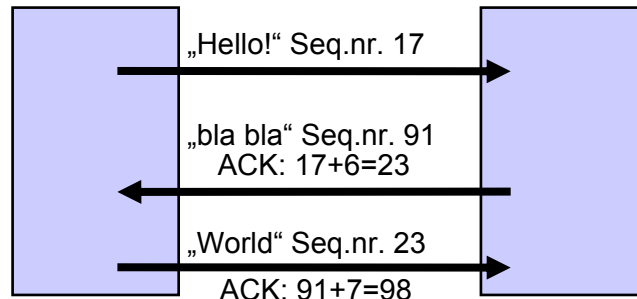 „Hello!“ Seq.nr. 17
„bla bla“ Seq.nr. 91
ACK: 17+6=23
„World“ Seq.nr. 23
ACK: 91+7=98